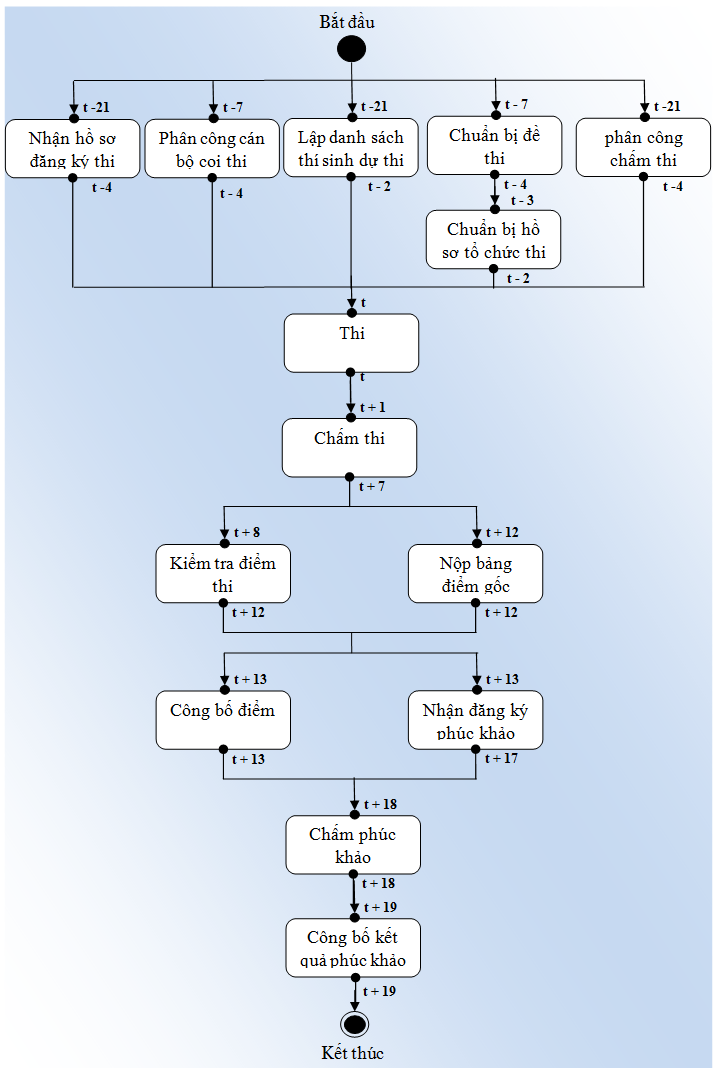 Bắt đầu
t -21
t -7
t -21
t - 7
t -21
Nhận hồ sơ
đăng ký thi
Phân công cán
bộ coi thi
Lập danh sách
thí sinh dự thi
Chuẩn bị đề
thi
phân công
chấm thi
t -4
t - 4
t - 2
t - 4
t -4
t - 3
Chuẩn bị hồ
sơ tổ chức thi
t - 2
t
Thi
t
t + 1
Chấm thi
t + 7
t + 8
t + 12
Kiểm tra điểm
thi
Nộp bảng
điểm gốc
t + 12
t + 12
t + 13
t + 13
Công bố điểm
Nhận đăng ký
phúc khảo
t + 13
t + 17
t + 18
Chấm phúc
khảo
t + 18
t + 19
Công bố kết
quả phúc khảo
t + 19
Kết thúc